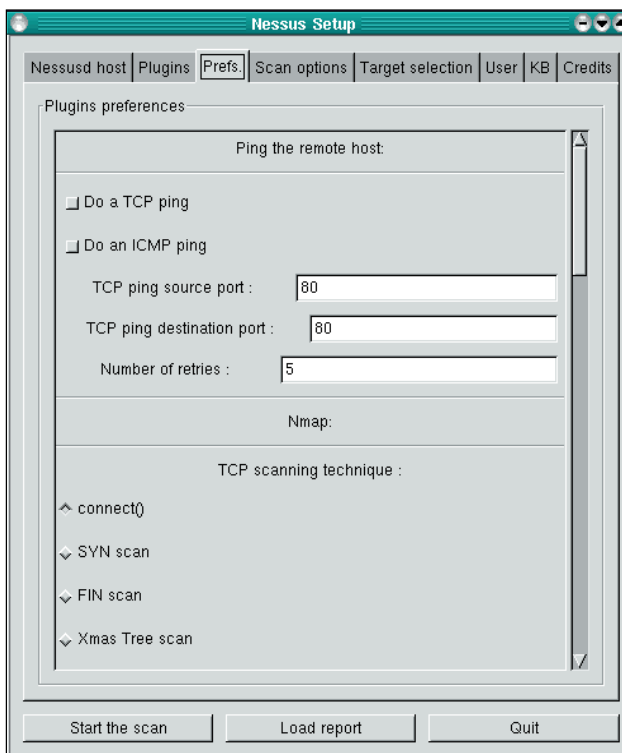 Nessus Setup
Nessusd host Plugins Prefs. Scan options Target selection User KB Credits
Plugins preferences
Ping the remote host:
Do a TCP ping
Do an ICMP ping
TCP ping source port : 80
TCP ping destination port : 80
Number of retries : 5
Nmap:
TCP scanning technique :
connect()
SYN scan
FIN scan
Xmas Tree scan
Start the scan Load report Quit